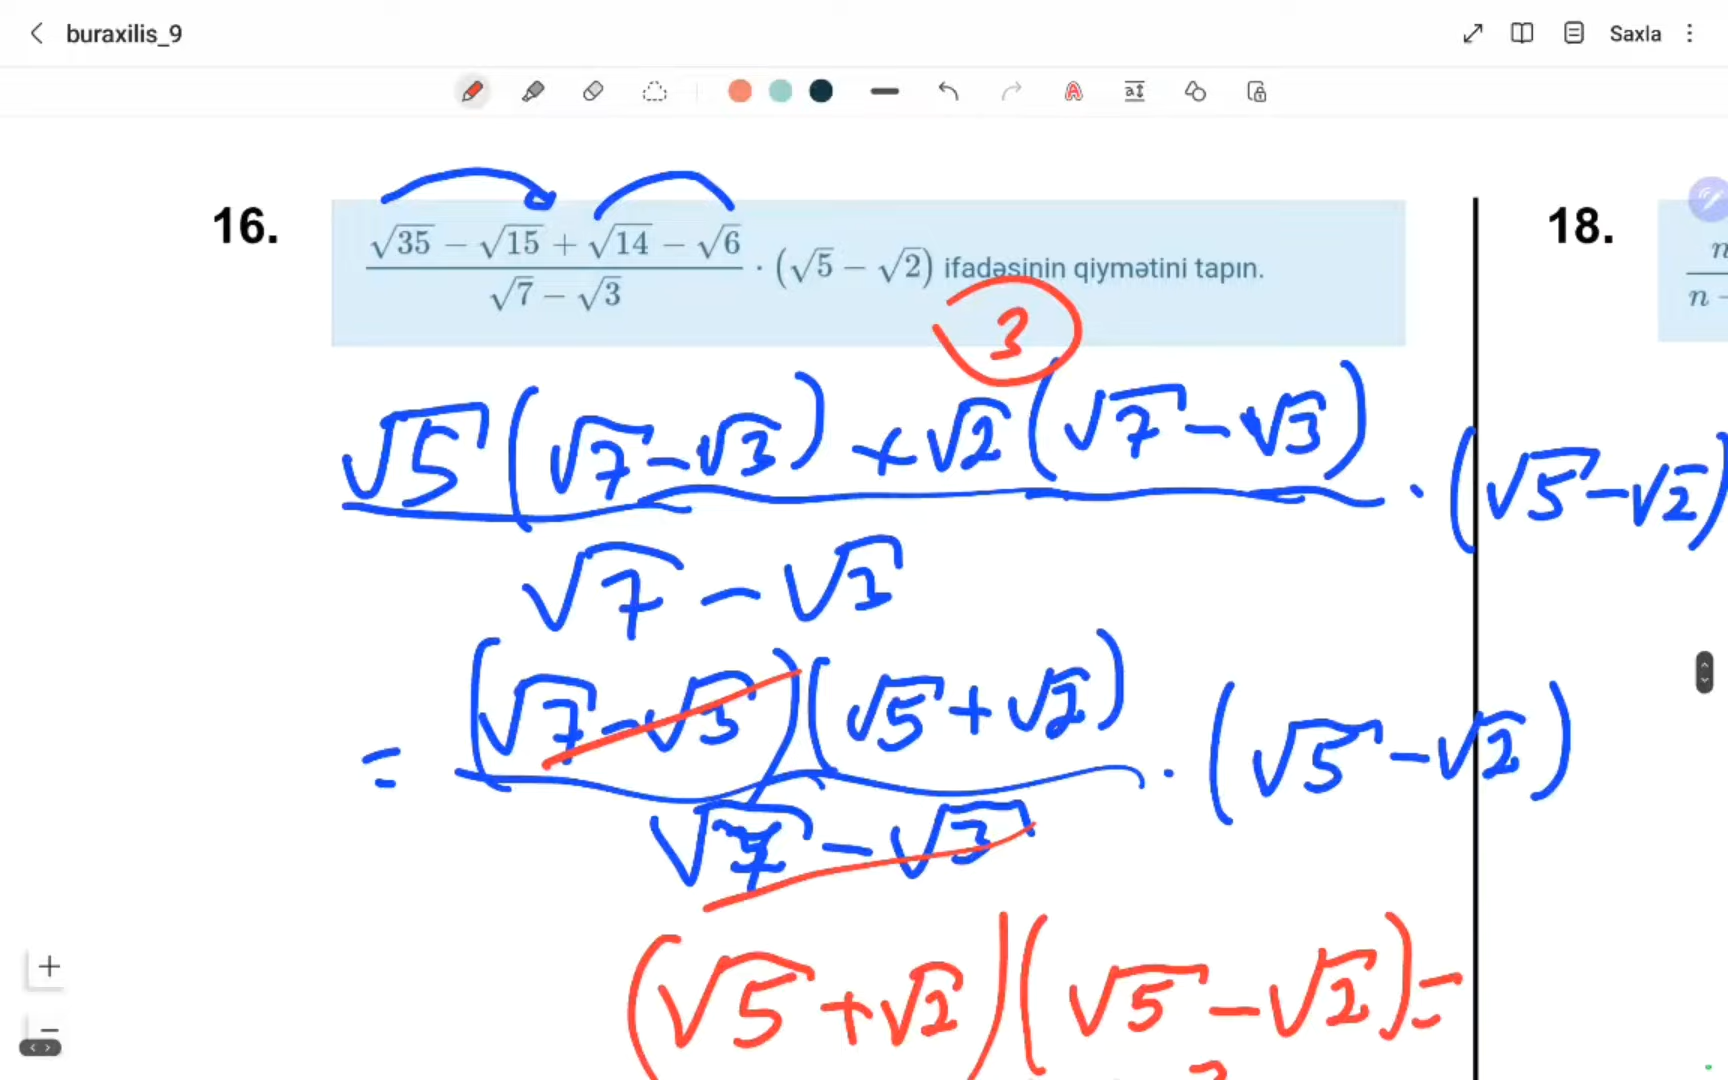 buraxilis_9
Saxla
16.
(√35 − √15 + √14 − √6)/(√7 − √3) · (√5 − √2) ifadəsinin qiymətini tapın.
3
18.
n
n −
(√5(√7−√3) + √2(√7−√3))/(√7 − √3) · (√5−√2)
= ((√7−√3)(√5+√2))/(√7 − √3) · (√5−√2)
(√5+√2)(√5−√2)=